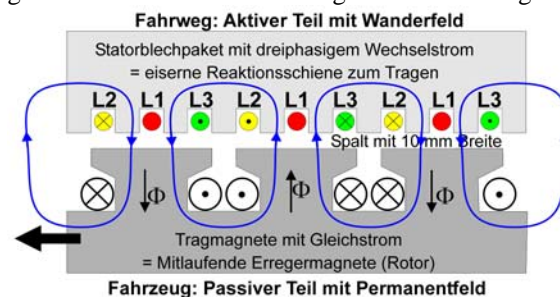 Fahrweg: Aktiver Teil mit Wanderfeld
Statorblechpaket mit dreiphasigem Wechselstrom
= eiserne Reaktionsschiene zum Tragen
L2 L1 L3 L2 L1 L3 L2 L1 L3
Spalt mit 10 mm Breite
Φ Φ Φ
Tragmagnete mit Gleichstrom
= Mitlaufende Erregermagnete (Rotor)
Fahrzeug: Passiver Teil mit Permanentfeld